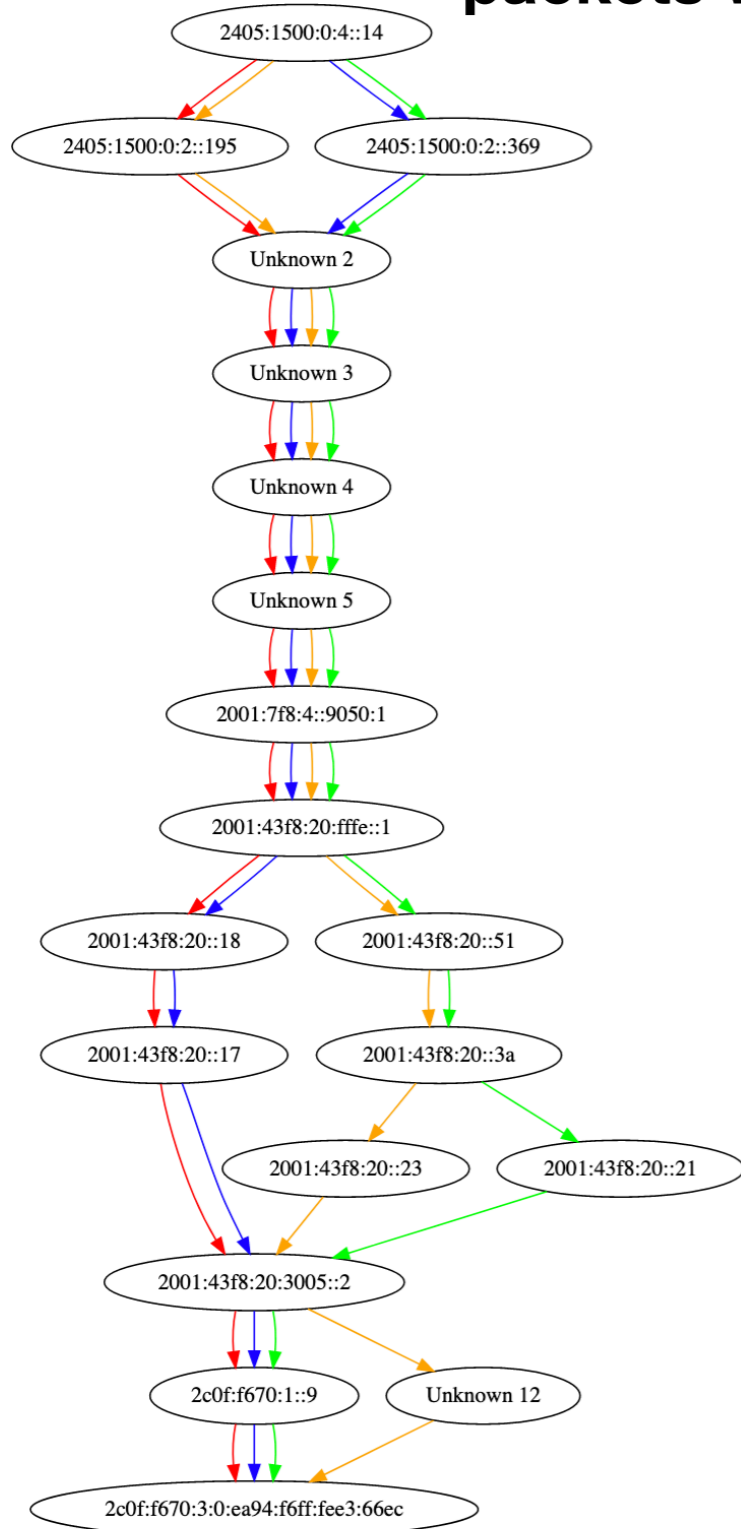 packets
2405:1500:0:4::14
2405:1500:0:2::195
2405:1500:0:2::369
Unknown 2
Unknown 3
Unknown 4
Unknown 5
2001:7f8:4::9050:1
2001:43f8:20:fffe::1
2001:43f8:20::18
2001:43f8:20::51
2001:43f8:20::17
2001:43f8:20::3a
2001:43f8:20::23
2001:43f8:20::21
2001:43f8:20:3005::2
2c0f:f670:1::9
Unknown 12
2c0f:f670:3:0:ea94:f6ff:fee3:66ec